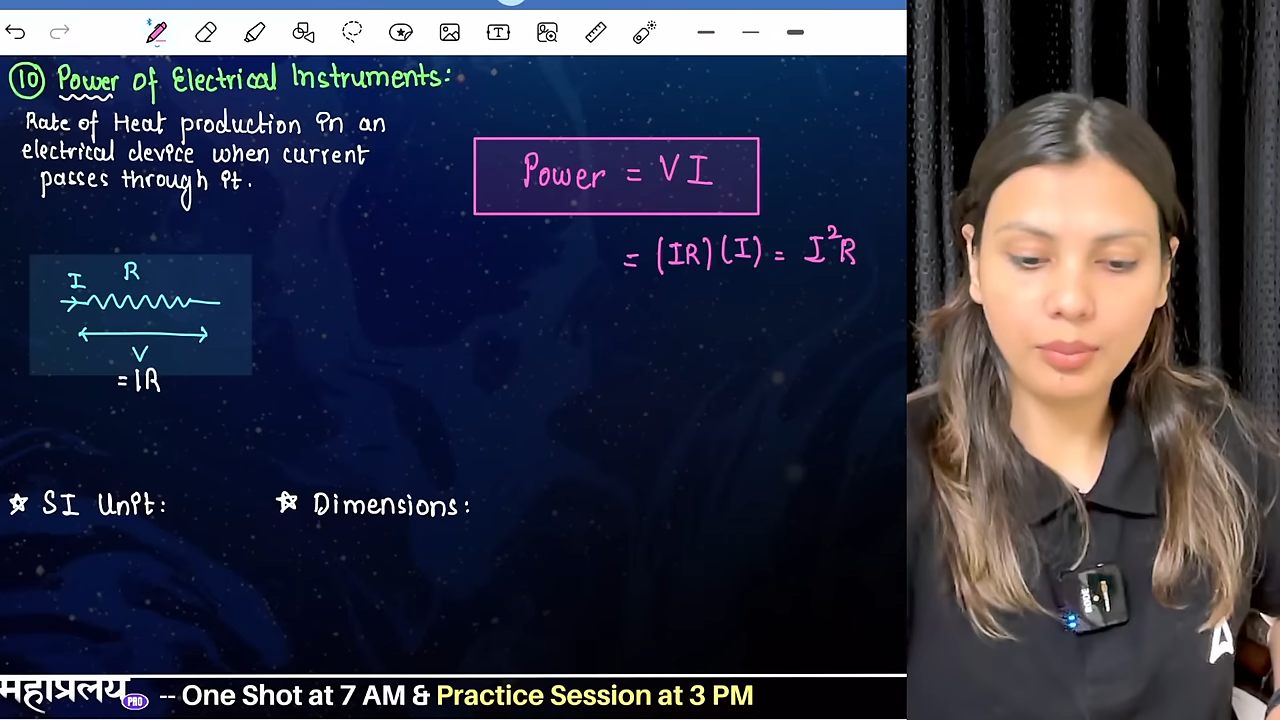 10 Power of Electrical Instruments:
Rate of Heat production in an
electrical device when current
passes through it.
Power = VI
= (IR)(I) = I²R
I R
V
= IR
☆ SI Unit: ☆ Dimensions:
महाप्रलय PRO -- One Shot at 7 AM & Practice Session at 3 PM
RODE